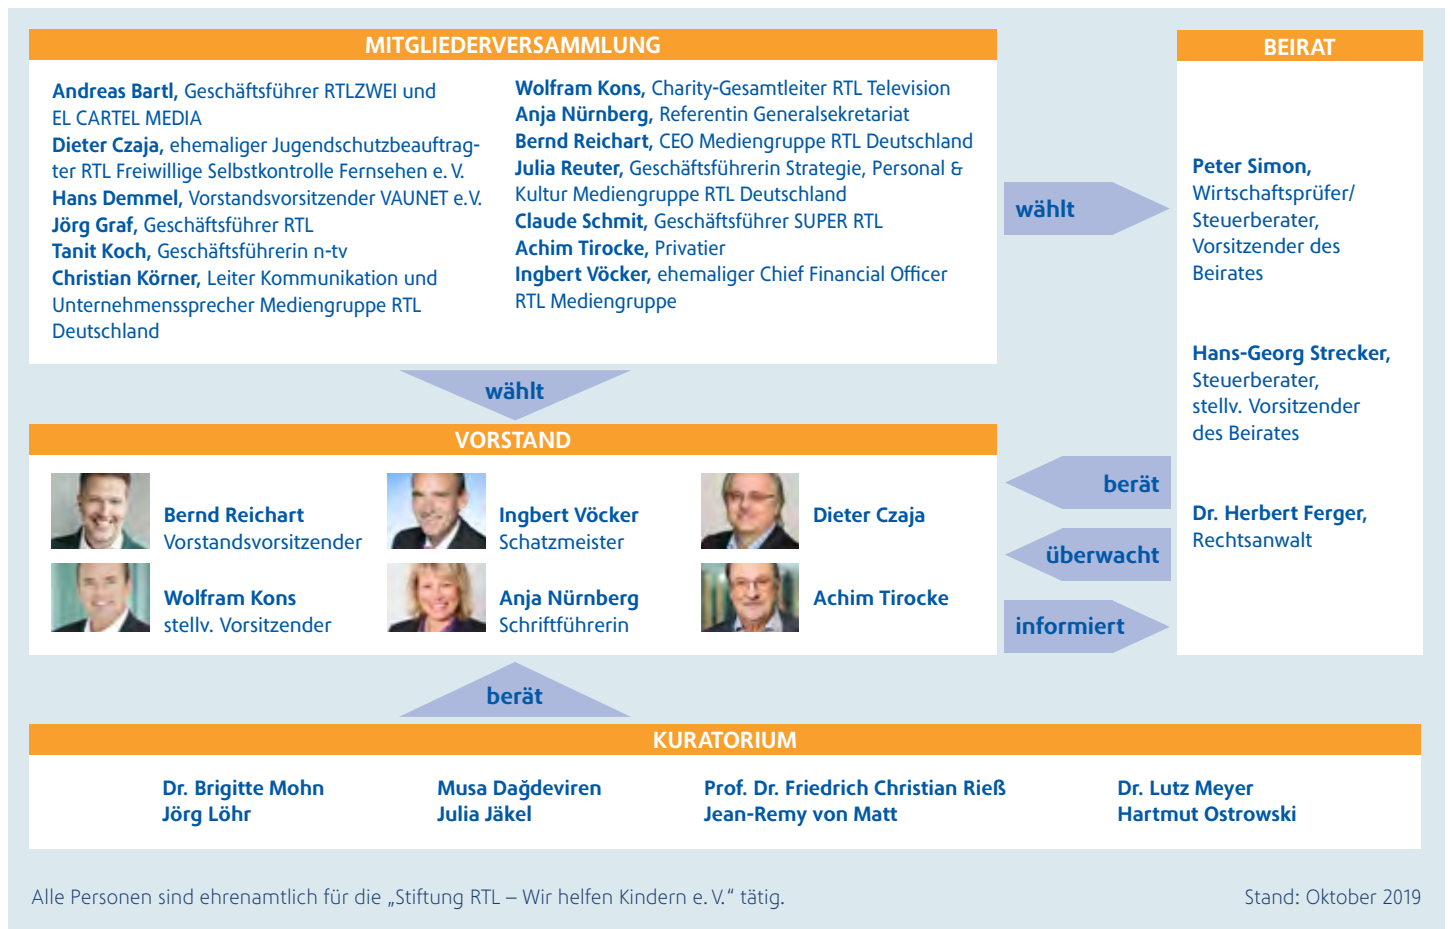 MITGLIEDERVERSAMMLUNG
Andreas Bartl, Geschäftsführer RTLZWEI und
EL CARTEL MEDIA
Dieter Czaja, ehemaliger Jugendschutzbeauftrag-
ter RTL Freiwillige Selbstkontrolle Fernsehen e. V.
Hans Demmel, Vorstandsvorsitzender VAUNET e.V.
Jörg Graf, Geschäftsführer RTL
Tanit Koch, Geschäftsführerin n-tv
Christian Körner, Leiter Kommunikation und
Unternehmenssprecher Mediengruppe RTL
Deutschland
Wolfram Kons, Charity-Gesamtleiter RTL Television
Anja Nürnberg, Referentin Generalsekretariat
Bernd Reichart, CEO Mediengruppe RTL Deutschland
Julia Reuter, Geschäftsführerin Strategie, Personal &
Kultur Mediengruppe RTL Deutschland
Claude Schmit, Geschäftsführer SUPER RTL
Achim Tirocke, Privatier
Ingbert Vöcker, ehemaliger Chief Financial Officer
RTL Mediengruppe
wählt
BEIRAT
Peter Simon,
Wirtschaftsprüfer/
Steuerberater,
Vorsitzender des
Beirates
Hans-Georg Strecker,
Steuerberater,
stellv. Vorsitzender
des Beirates
Dr. Herbert Ferger,
Rechtsanwalt
wählt
VORSTAND
Bernd Reichart
Vorstandsvorsitzender
Ingbert Vöcker
Schatzmeister
Dieter Czaja
Wolfram Kons
stellv. Vorsitzender
Anja Nürnberg
Schriftführerin
Achim Tirocke
berät
überwacht
informiert
berät
KURATORIUM
Dr. Brigitte Mohn
Jörg Löhr
Musa Dağdeviren
Julia Jäkel
Prof. Dr. Friedrich Christian Rieß
Jean-Remy von Matt
Dr. Lutz Meyer
Hartmut Ostrowski
Alle Personen sind ehrenamtlich für die „Stiftung RTL – Wir helfen Kindern e. V.“ tätig.
Stand: Oktober 2019